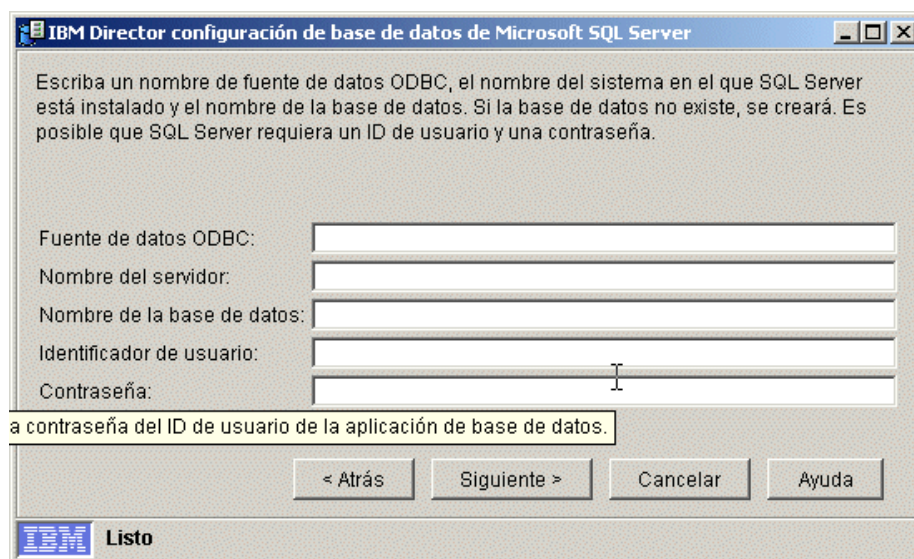 IBM Director configuración de base de datos de Microsoft SQL Server
Escriba un nombre de fuente de datos ODBC, el nombre del sistema en el que SQL Server
está instalado y el nombre de la base de datos. Si la base de datos no existe, se creará. Es
posible que SQL Server requiera un ID de usuario y una contraseña.
Fuente de datos ODBC:
Nombre del servidor:
Nombre de la base de datos:
Identificador de usuario:
Contraseña:
a contraseña del ID de usuario de la aplicación de base de datos.
< Atrás
Siguiente >
Cancelar
Ayuda
IBM
Listo